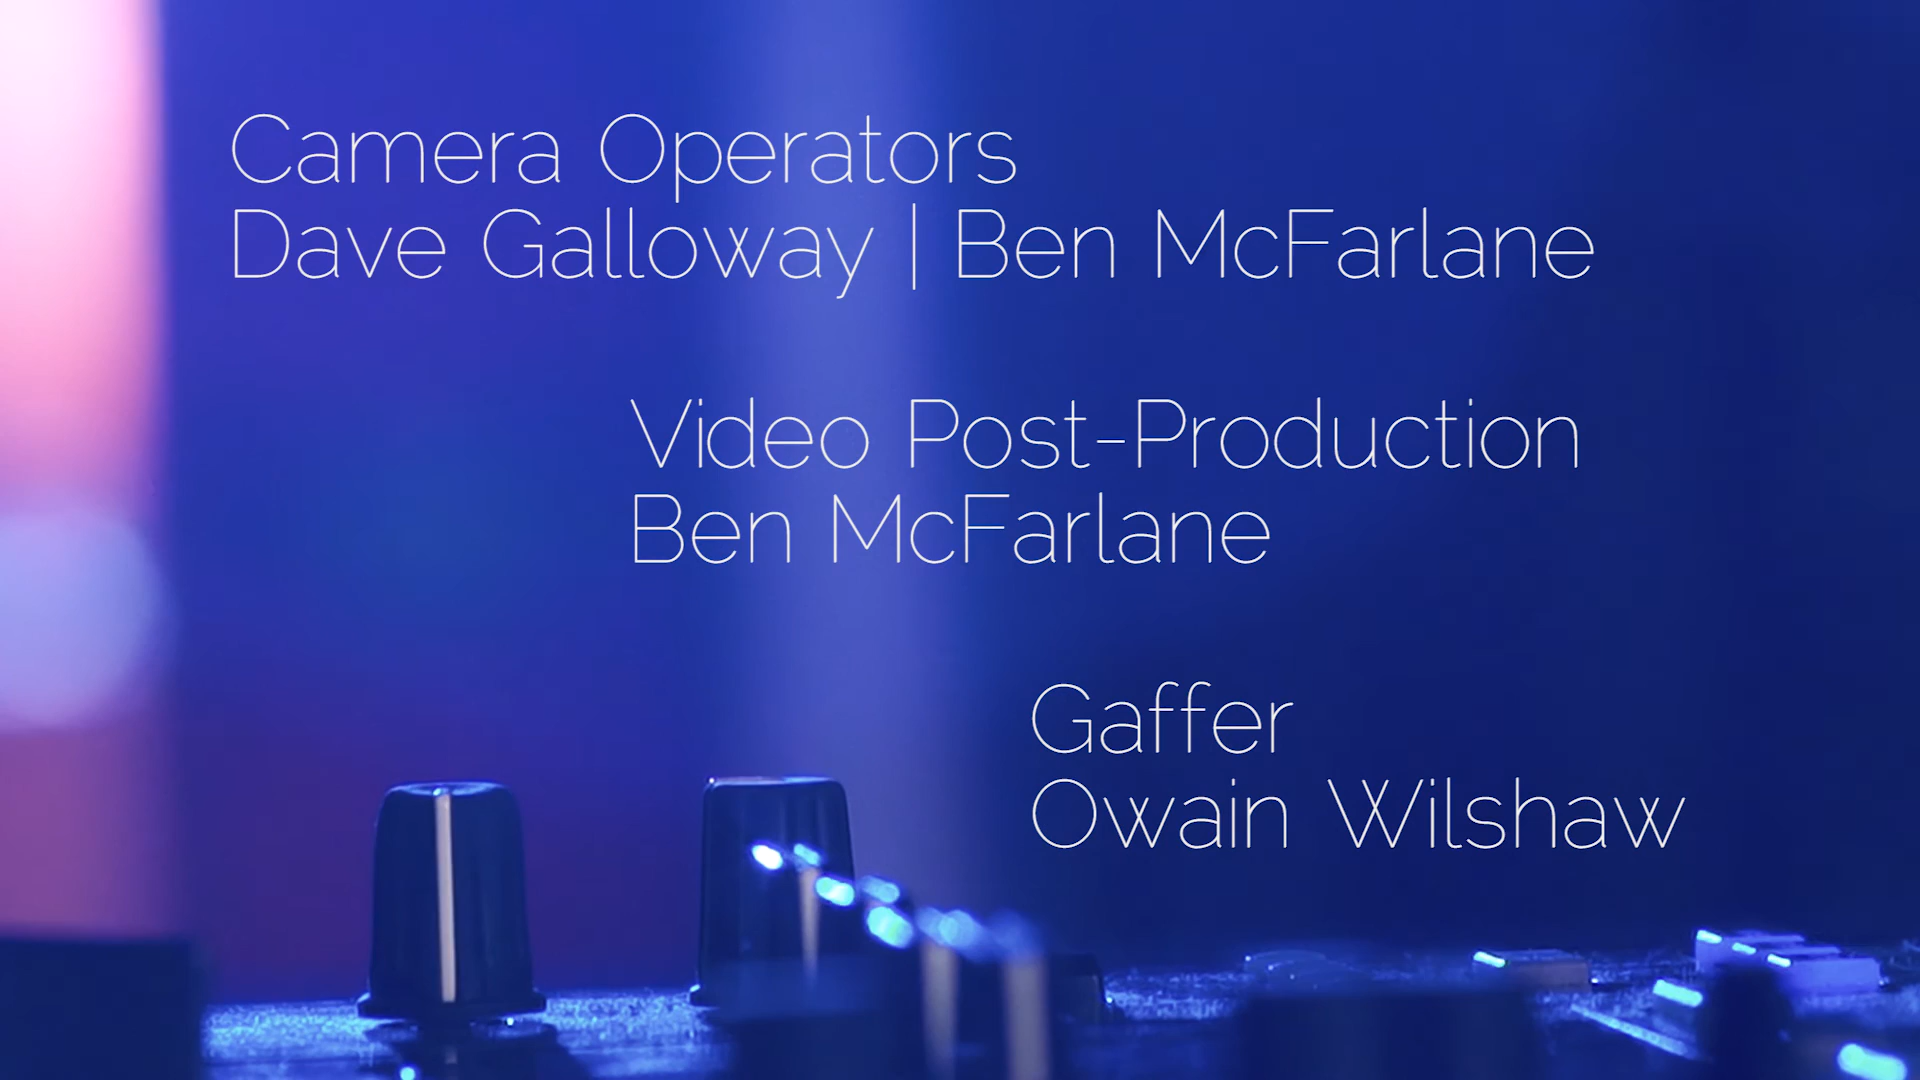 Camera Operators
Dave Galloway | Ben McFarlane
Video Post-Production
Ben McFarlane
Gaffer
Owain Wilshaw